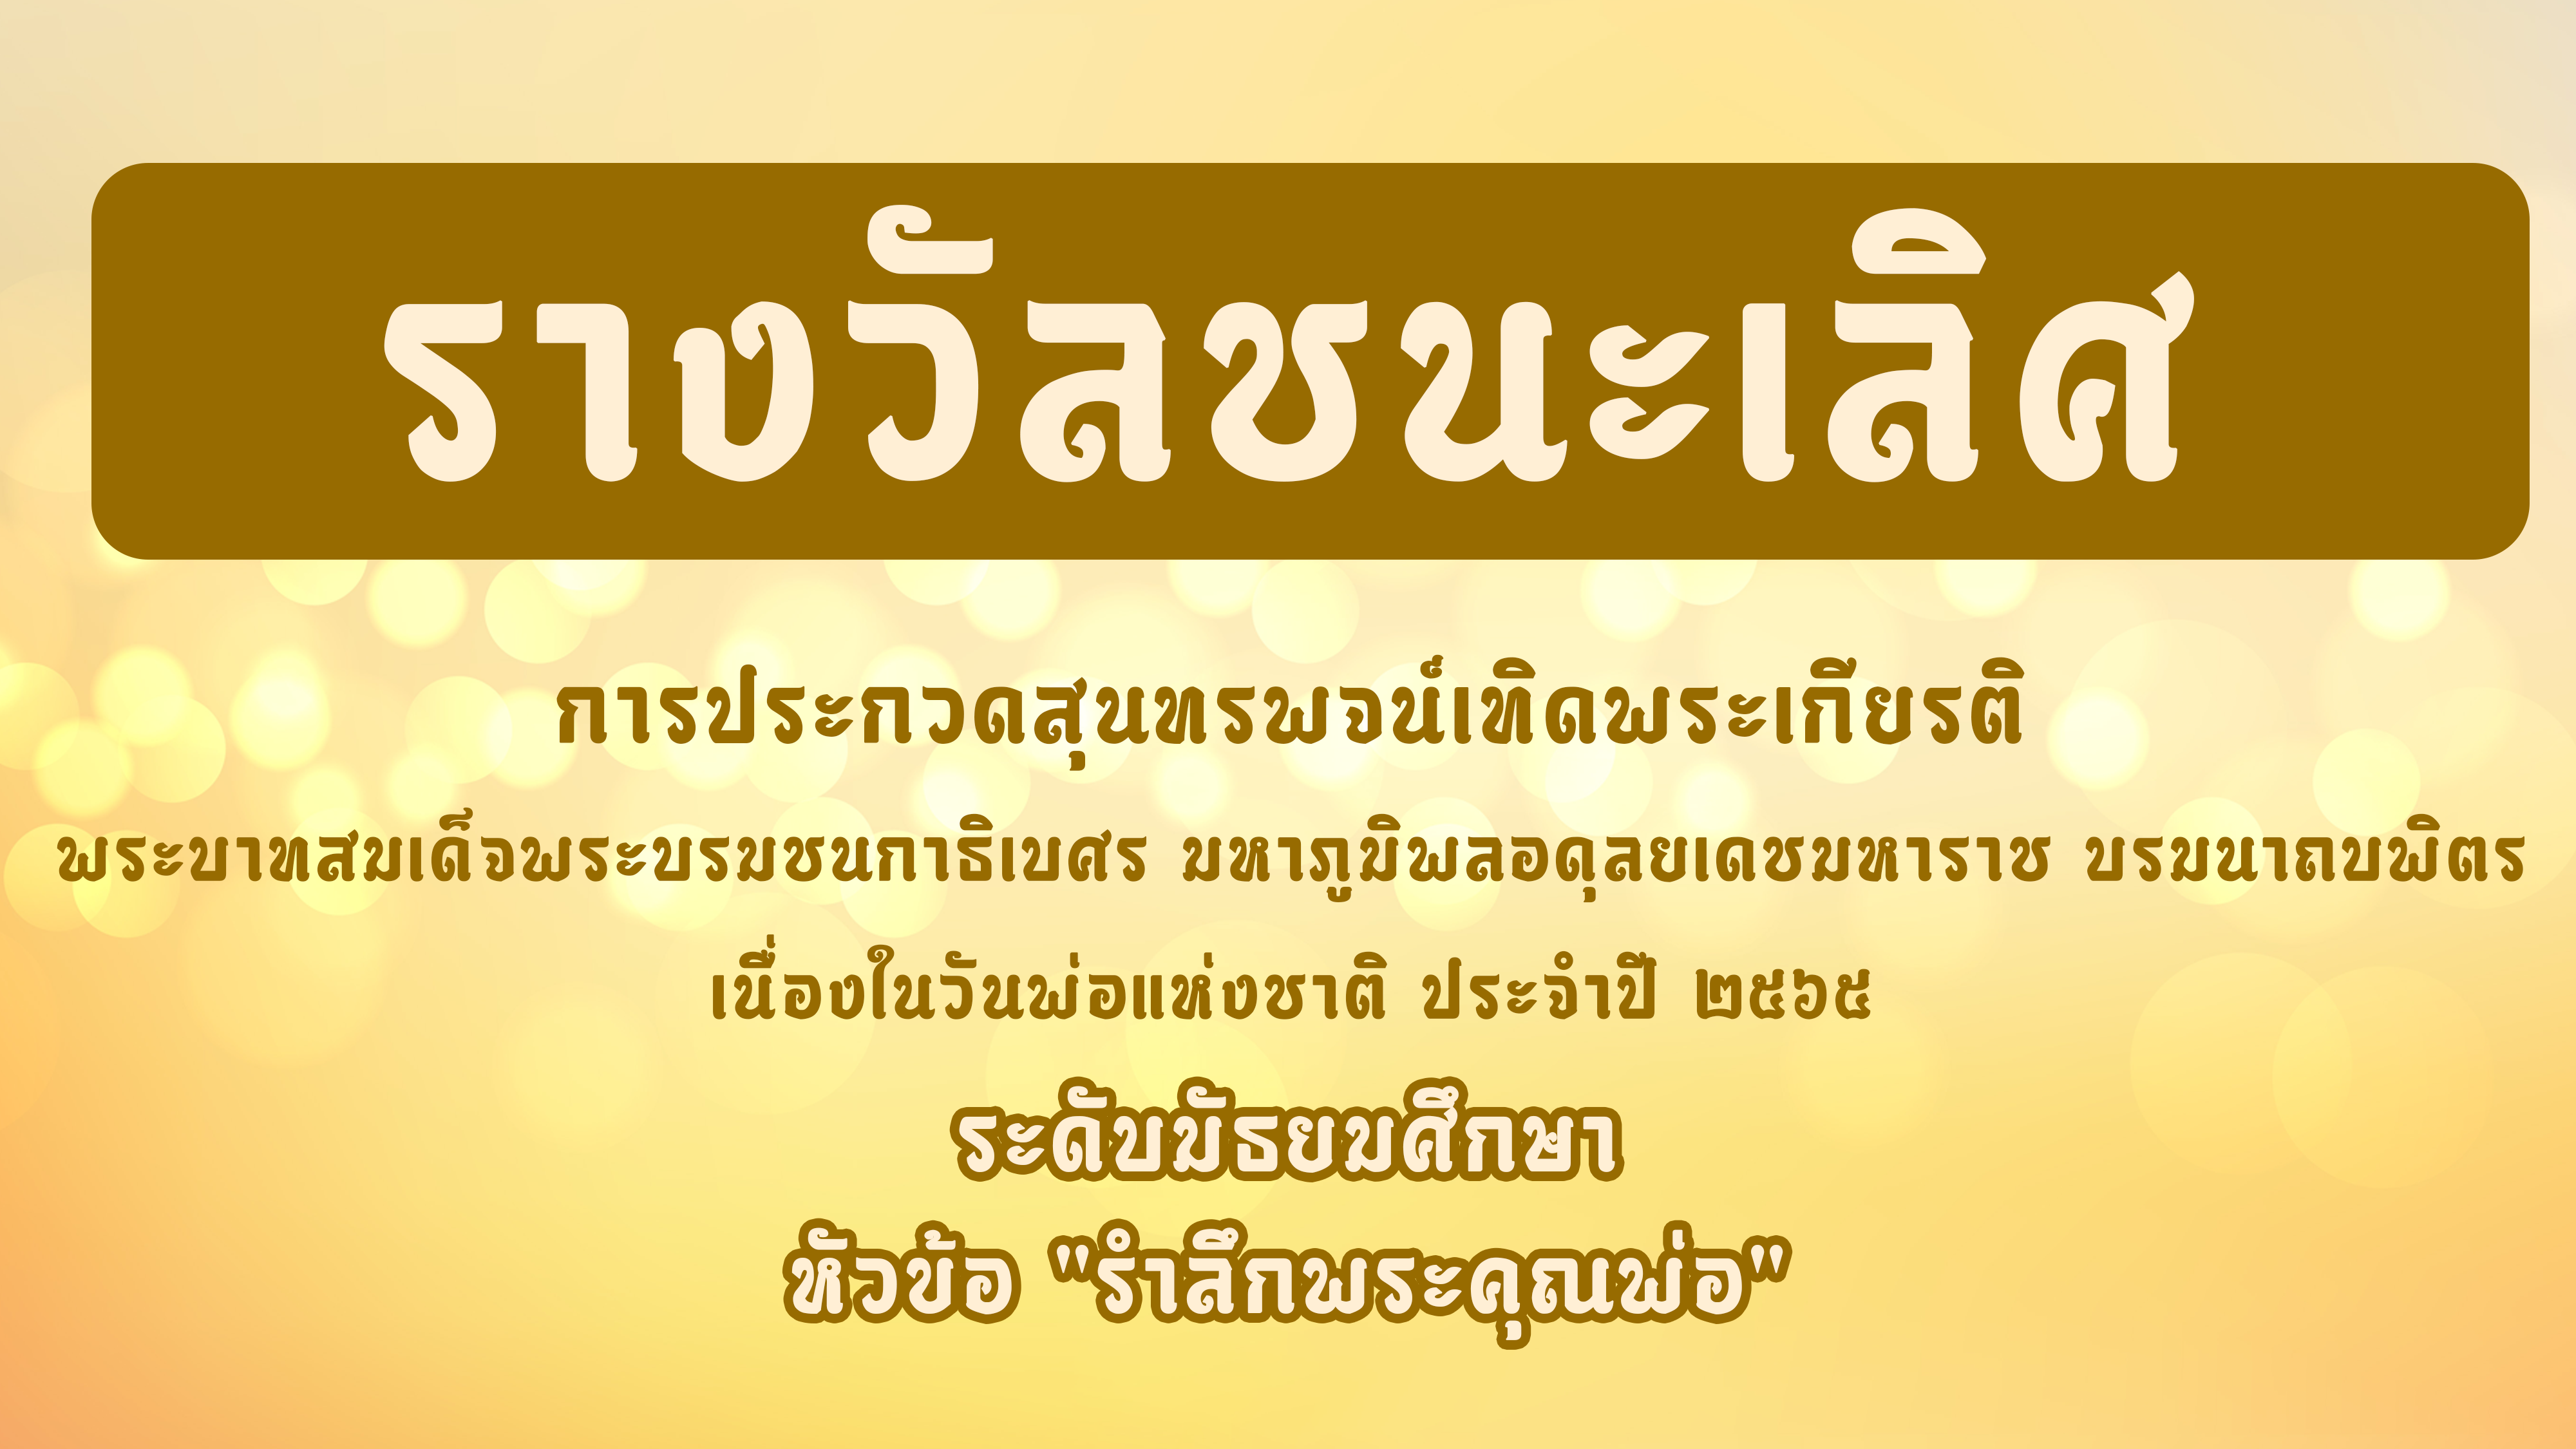 รางวัลชนะเลิศ
การประกวดสุนทรพจน์เทิดพระเกียรติ
พระบาทสมเด็จพระบรมชนกาธิเบศร มหาภูมิพลอดุลยเดชมหาราช บรมนาถบพิตร
เนื่องในวันพ่อแห่งชาติ ประจำปี ๒๕๖๕
ระดับมัธยมศึกษา
หัวข้อ "รำลึกพระคุณพ่อ"